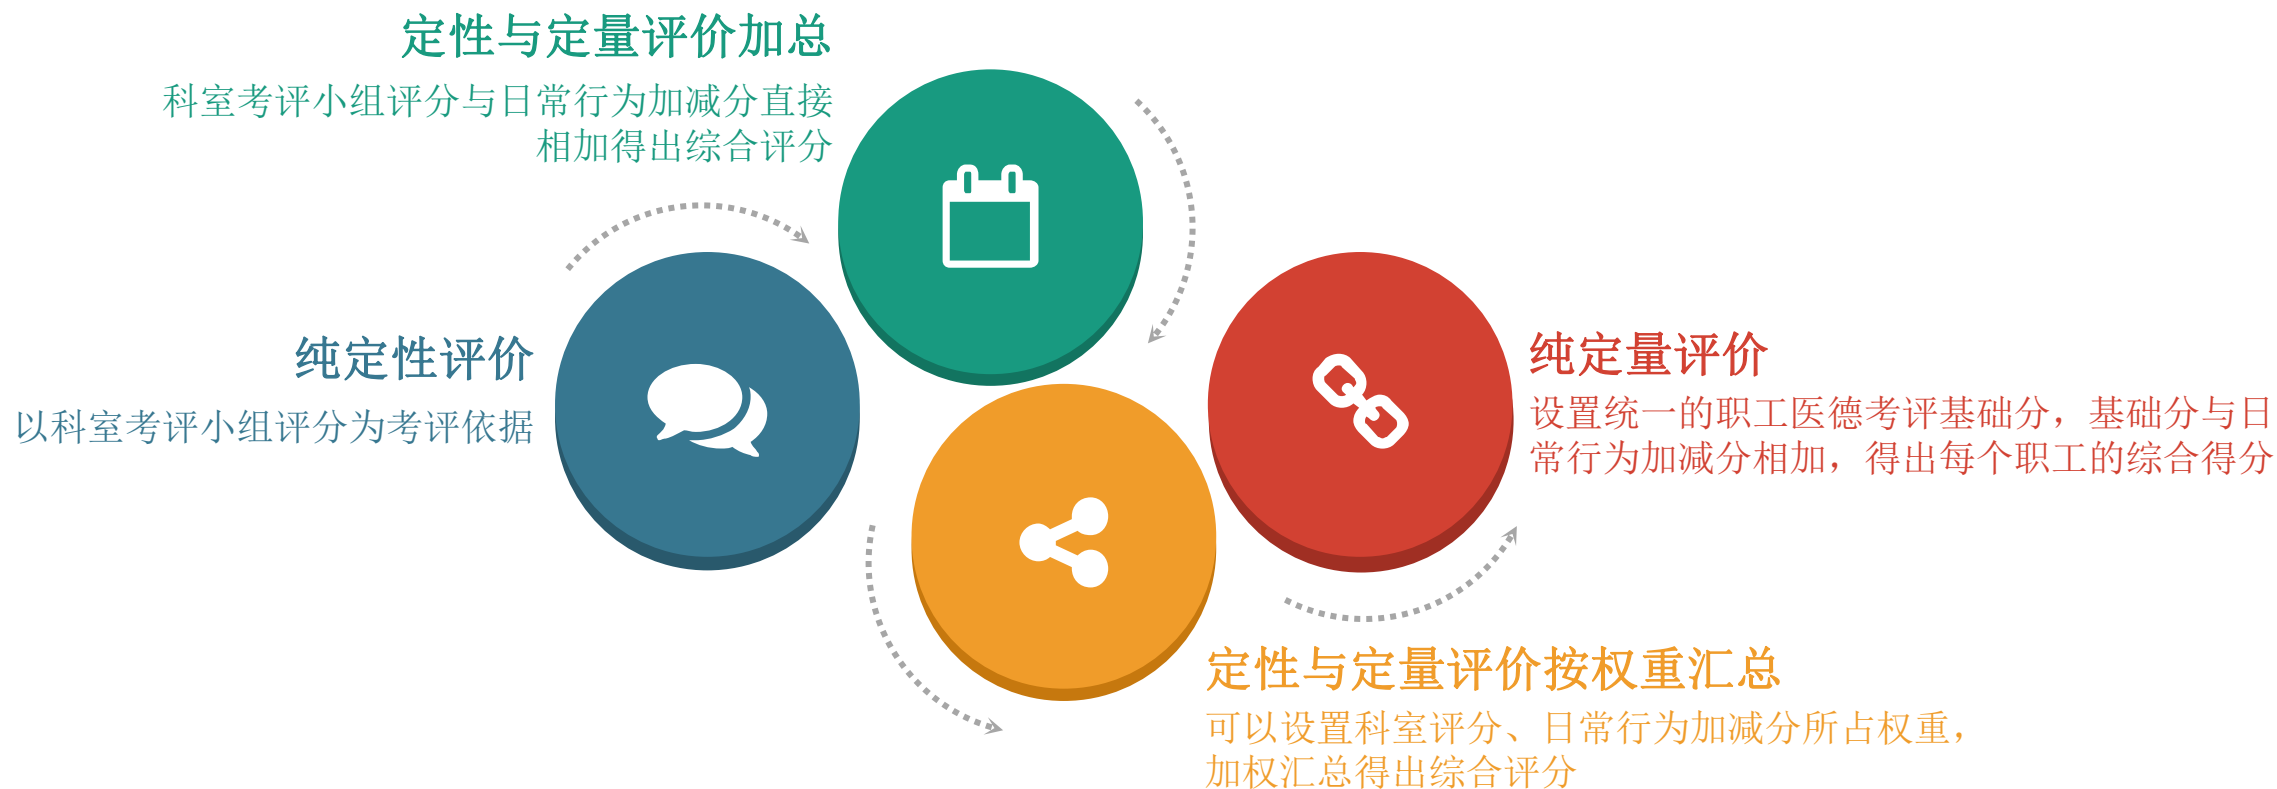 定性与定量评价加总
科室考评小组评分与日常行为加减分直接
相加得出综合评分
纯定性评价
以科室考评小组评分为考评依据
纯定量评价
设置统一的职工医德考评基础分，基础分与日
常行为加减分相加，得出每个职工的综合得分
定性与定量评价按权重汇总
可以设置科室评分、日常行为加减分所占权重，
加权汇总得出综合评分